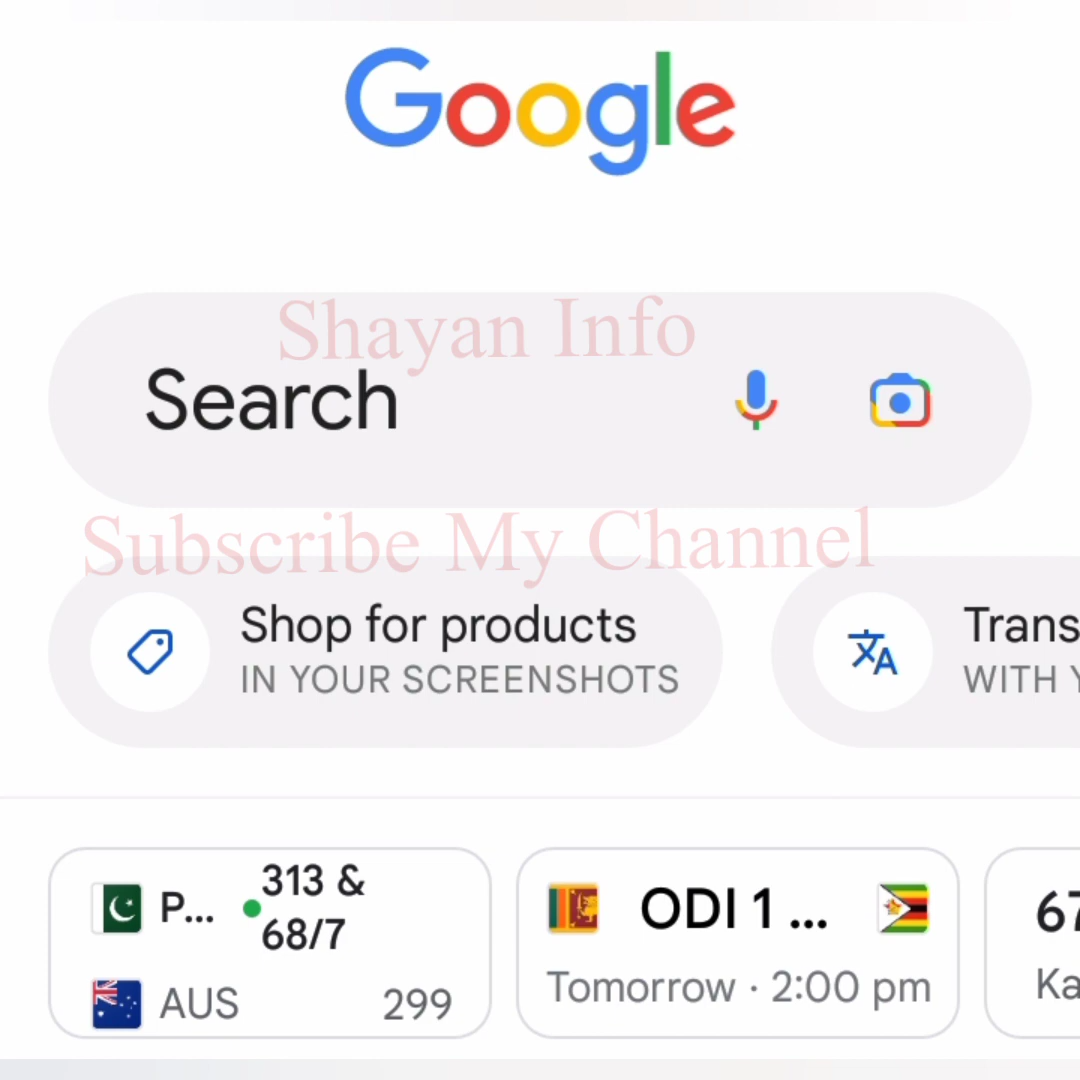 Google
Shayan Info
Search
Subscribe My Channel
Shop for products
IN YOUR SCREENSHOTS
Trans
WITH Y
P...
313 &
68/7
AUS 299
ODI 1 ...
Tomorrow · 2:00 pm
67
Ka